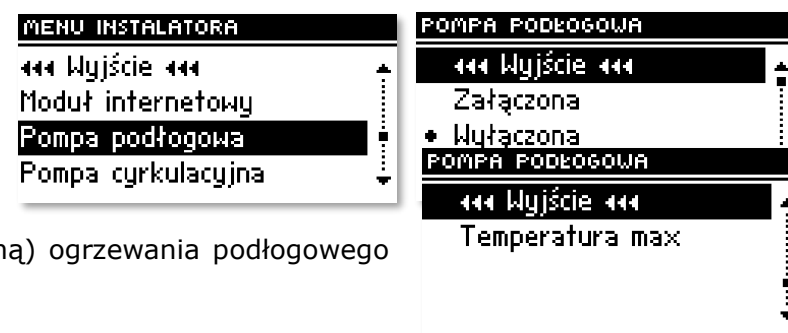 MENU INSTALATORA
Wyjście
Moduł internetowy
Pompa podłogowa
Pompa cyrkulacyjna
POMPA PODŁOGOWA
Wyjście
Załączona
Wyłączona
POMPA PODŁOGOWA
Wyjście
Temperatura max
ną) ogrzewania podłogowego